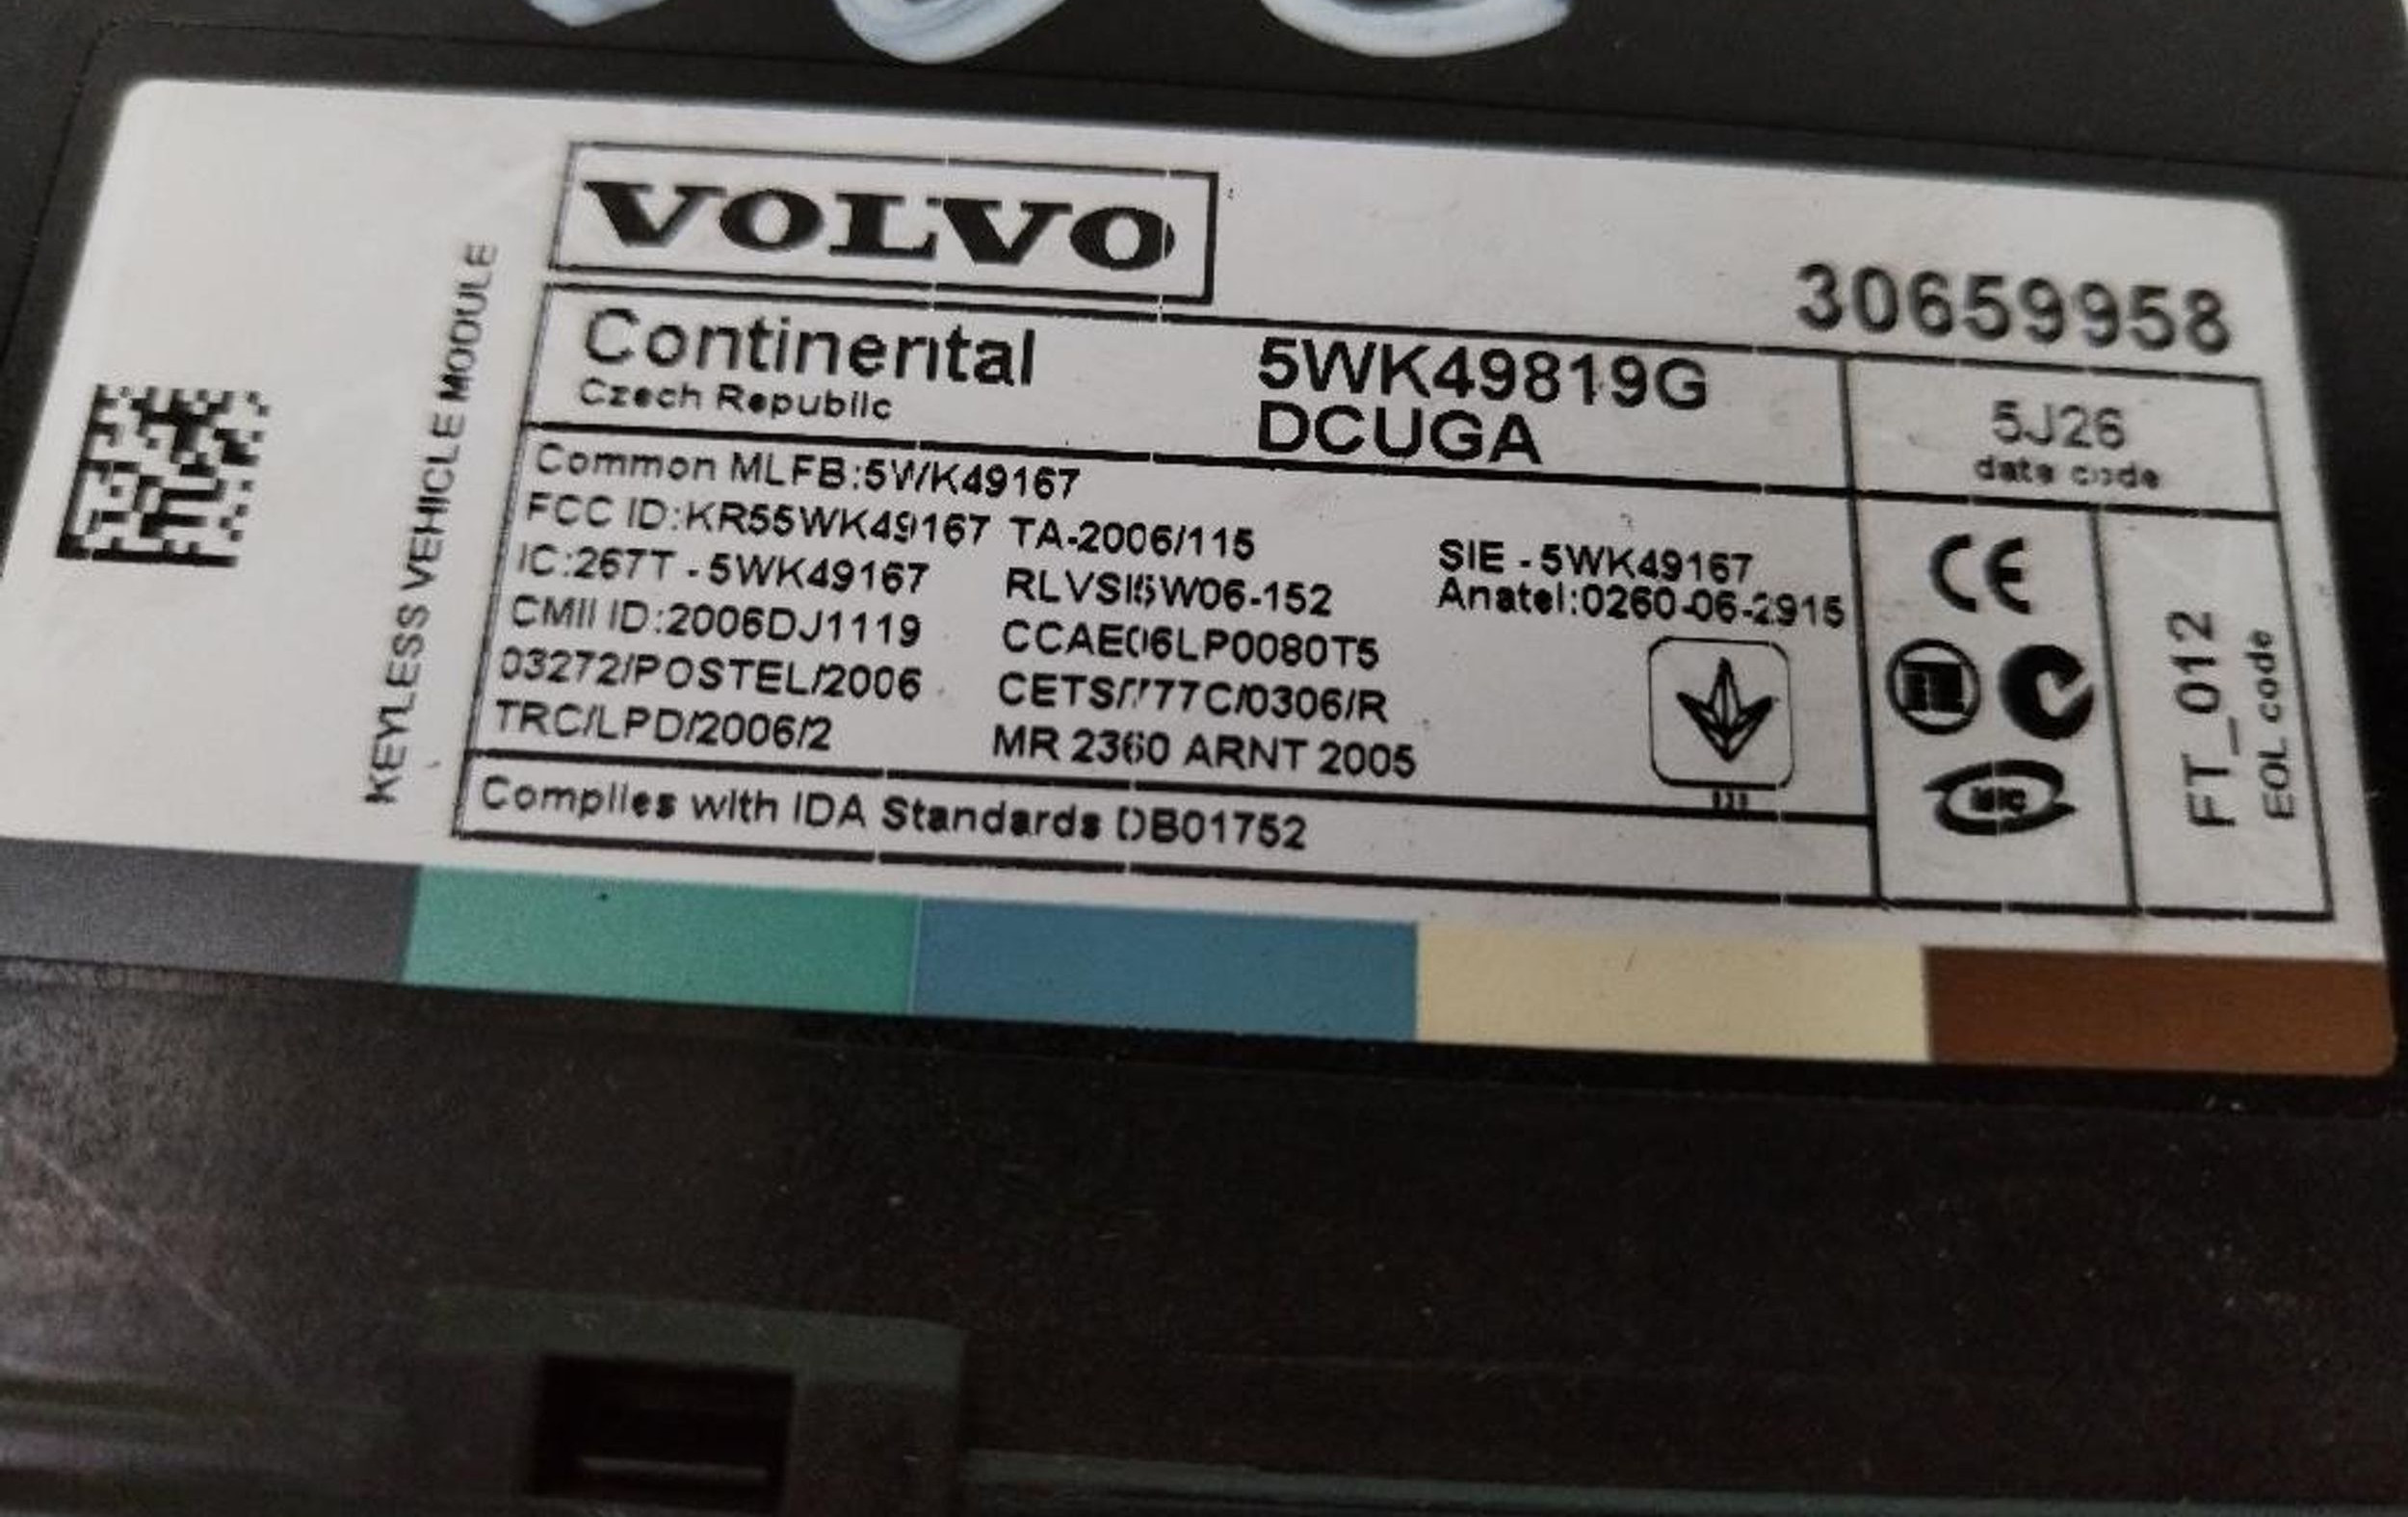 VOLVO
30659958
KEYLESS VEHICLE MODULE
Continental
Czech Republic
5WK49819G
DCUGA
5J26
date code
Common MLFB:5WK49167
FCC ID:KR55WK49167 TA-2006/115
IC:267T - 5WK49167
RLVSI5W06-152
SIE - 5WK49167
Anatel:0260-06-2915
CMII ID:2006DJ1119
CCAE06LP0080T5
03272/POSTEL/2006
TRC/LPD/2006/2
MR 2360 ARNT 2005
Complies with IDA Standards DB01752
CE
MIC
FT_012
EOL code